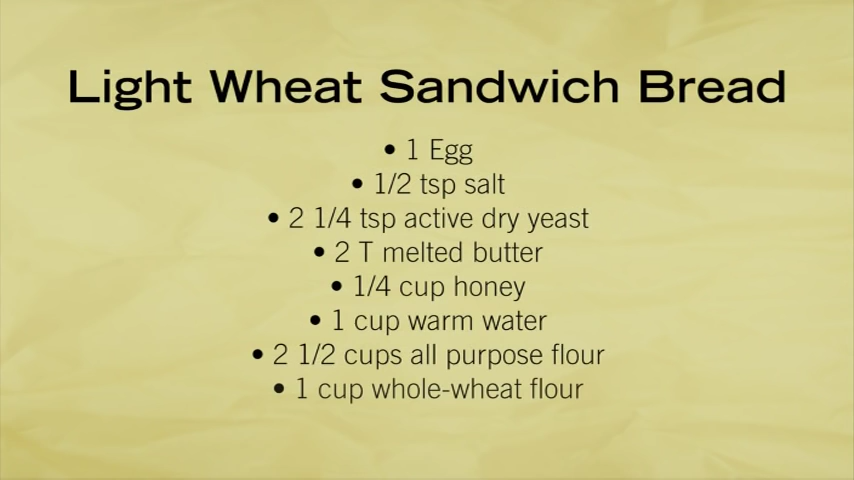 Light Wheat Sandwich Bread
• 1 Egg
• 1/2 tsp salt
• 2 1/4 tsp active dry yeast
• 2 T melted butter
• 1/4 cup honey
• 1 cup warm water
• 2 1/2 cups all purpose flour
• 1 cup whole-wheat flour